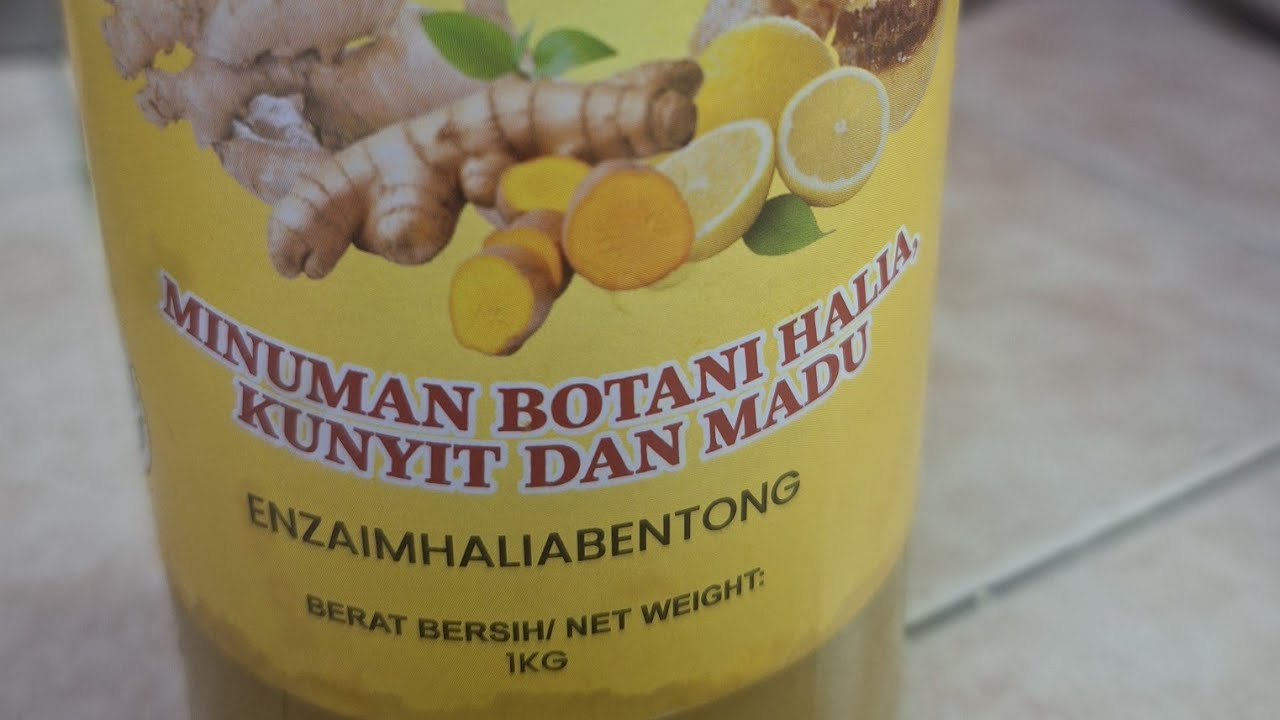 MINUMAN BOTANI HALIA,
KUNYIT DAN MADU
ENZAIMHALIABENTONG
BERAT BERSIH/ NET WEIGHT:
1KG